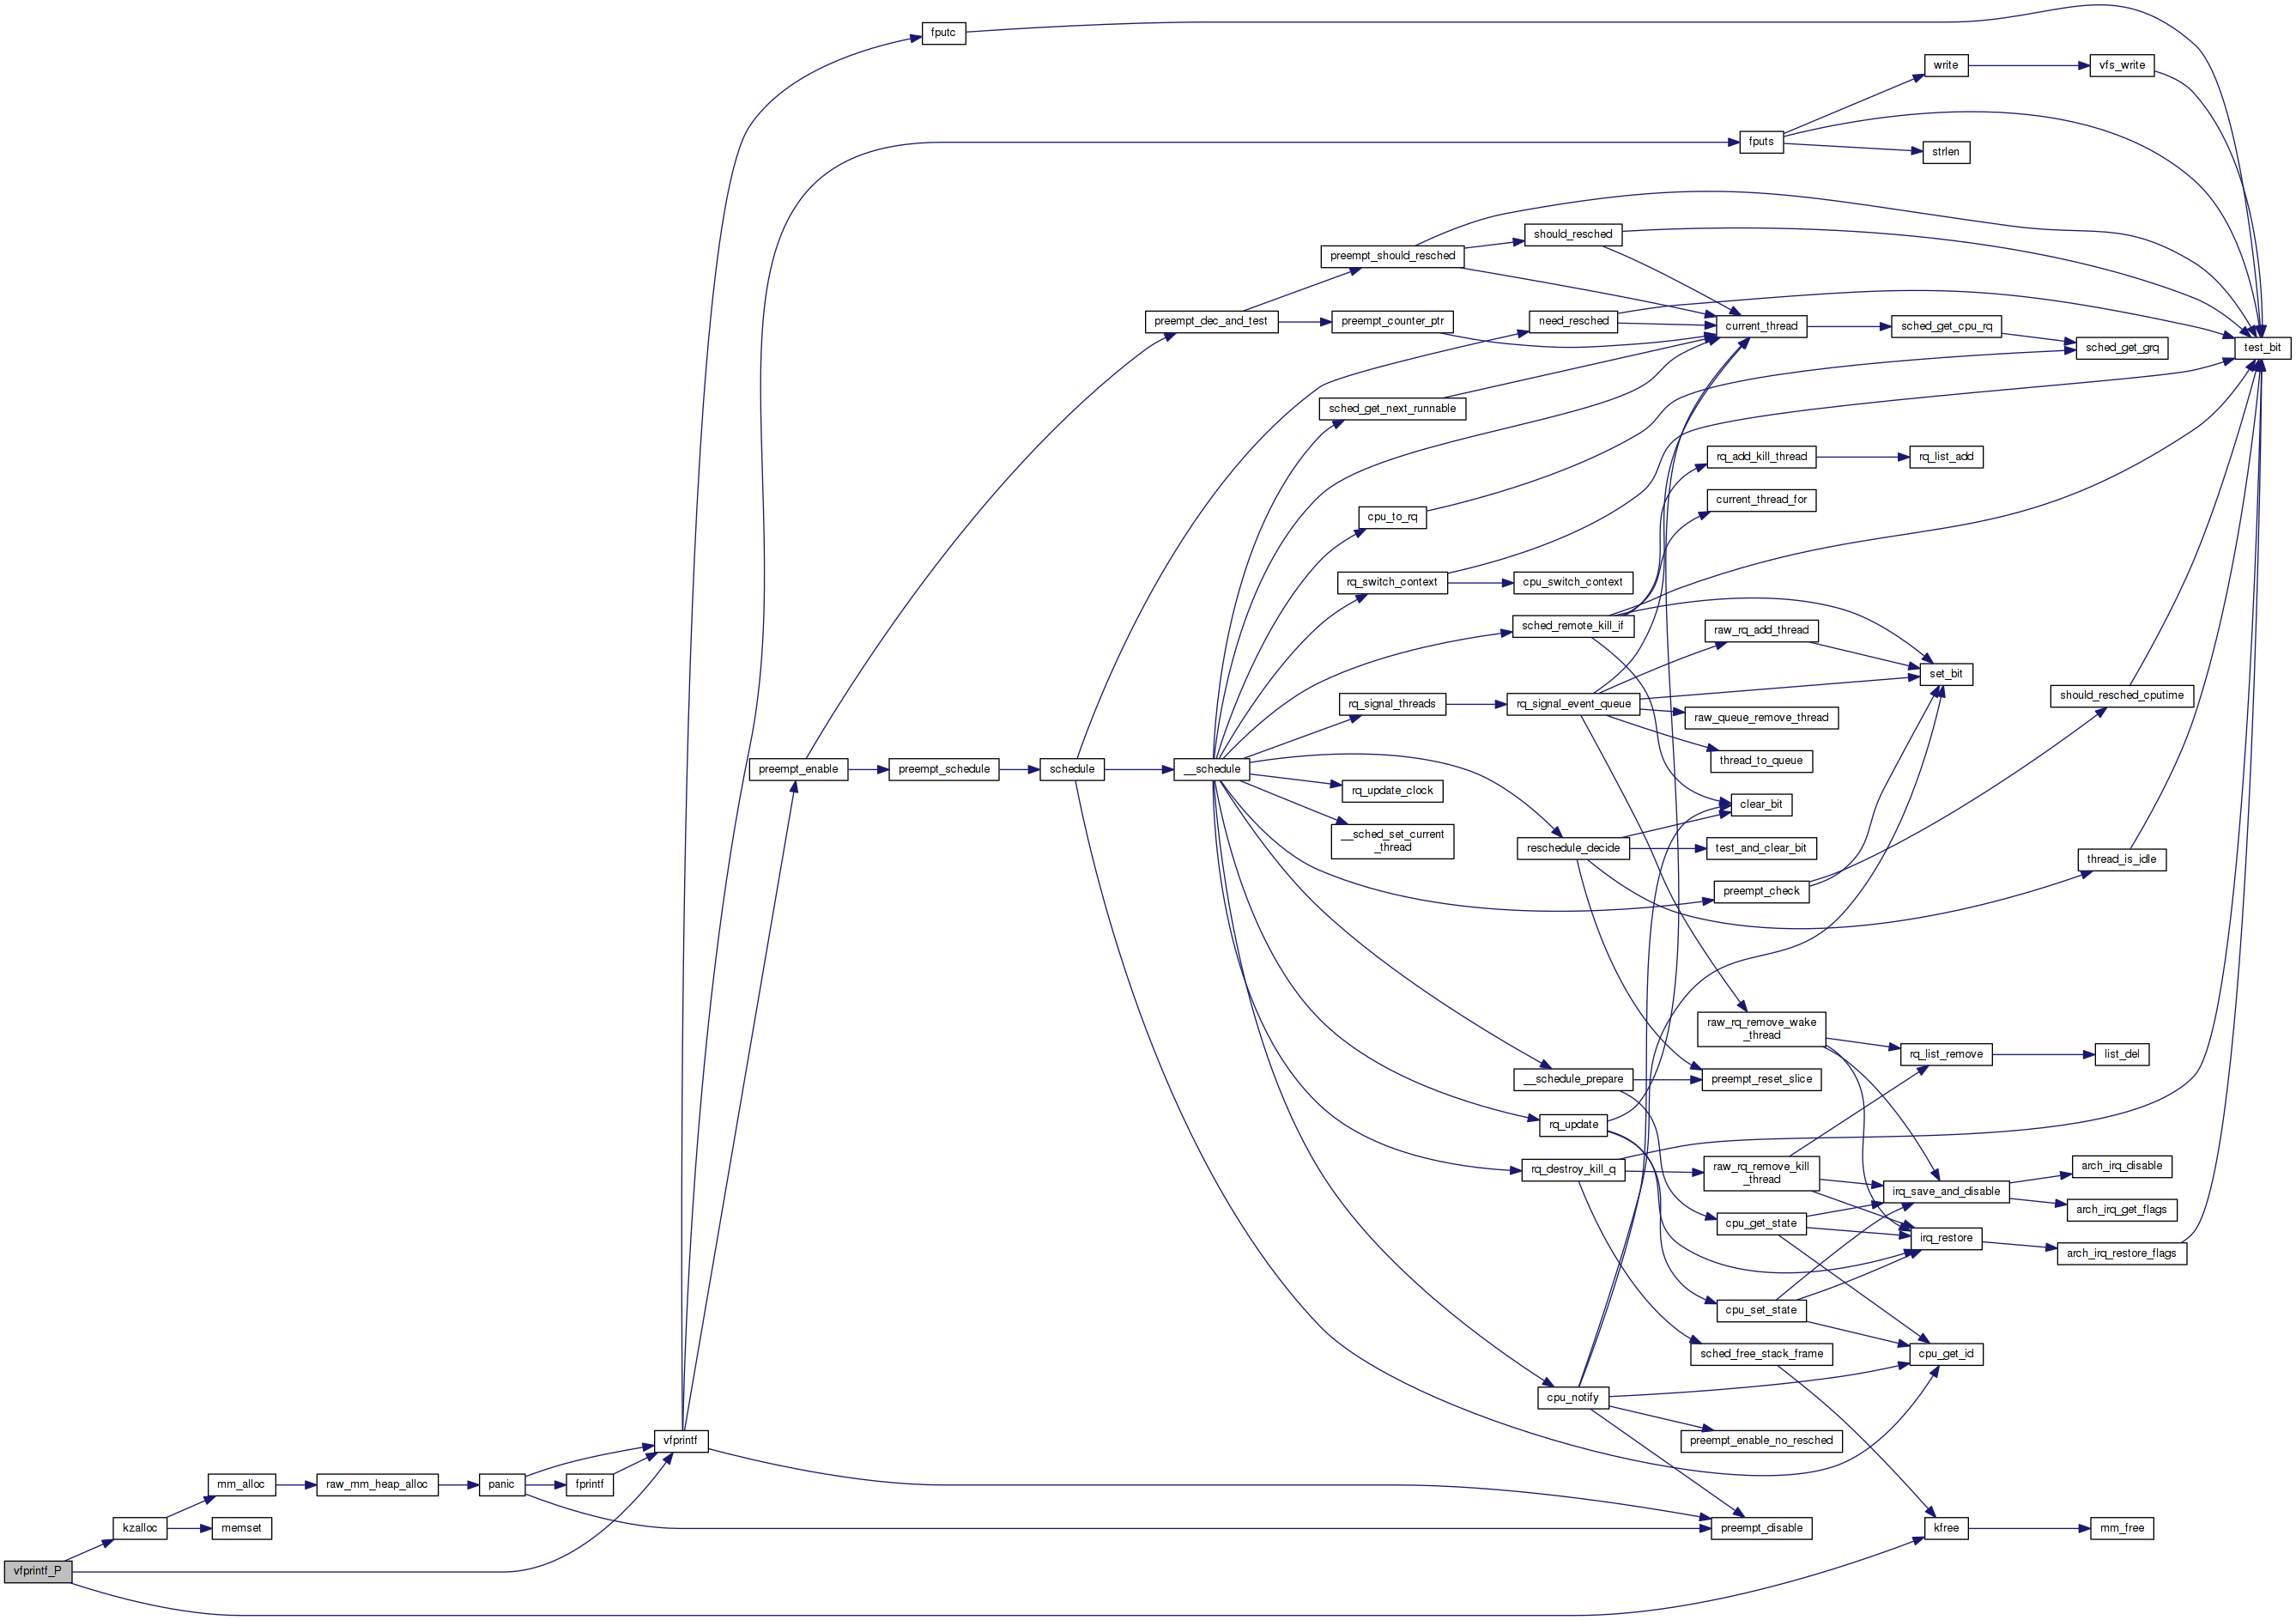 fputc
write
vfs_write
fputs
strlen
should_resched
preempt_should_resched
preempt_dec_and_test
preempt_counter_ptr
need_resched
current_thread
sched_get_cpu_rq
sched_get_grq
test_bit
sched_get_next_runnable
rq_add_kill_thread
rq_list_add
current_thread_for
cpu_to_rq
rq_switch_context
cpu_switch_context
sched_remote_kill_if
raw_rq_add_thread
set_bit
should_resched_cputime
rq_signal_threads
rq_signal_event_queue
raw_queue_remove_thread
thread_to_queue
preempt_enable
preempt_schedule
schedule
__schedule
rq_update_clock
clear_bit
__sched_set_current
_thread
reschedule_decide
test_and_clear_bit
thread_is_idle
preempt_check
raw_rq_remove_wake
_thread
rq_list_remove
list_del
__schedule_prepare
preempt_reset_slice
rq_update
rq_destroy_kill_q
raw_rq_remove_kill
_thread
irq_save_and_disable
arch_irq_disable
arch_irq_get_flags
cpu_get_state
irq_restore
arch_irq_restore_flags
cpu_set_state
sched_free_stack_frame
cpu_get_id
cpu_notify
preempt_enable_no_resched
vfprintf
mm_alloc
raw_mm_heap_alloc
panic
fprintf
kzalloc
memset
preempt_disable
kfree
mm_free
vfprintf_P